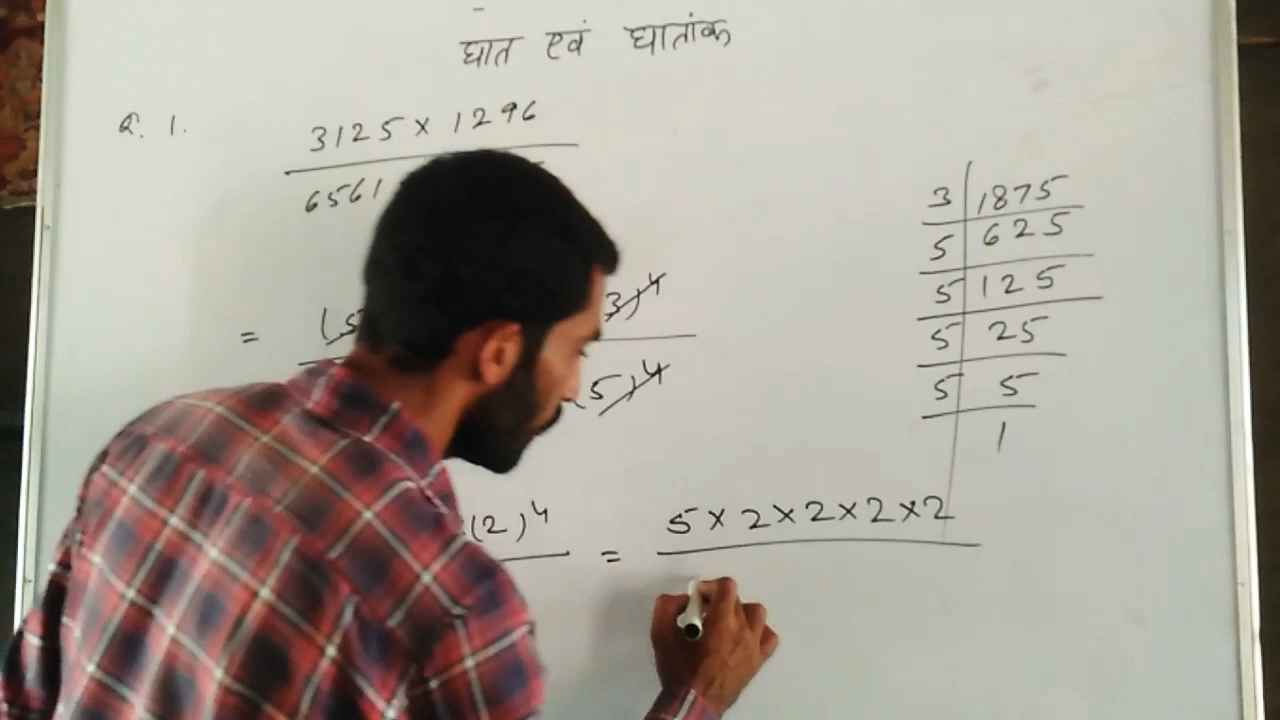 घात एवं घातांक
Q. 1.
3125 × 1296
6561
= (5 3)⁴
5)⁴
(2)⁴ = 5 × 2 × 2 × 2 × 2
3 | 1875
5 | 625
5 | 125
5 | 25
5 | 5
1